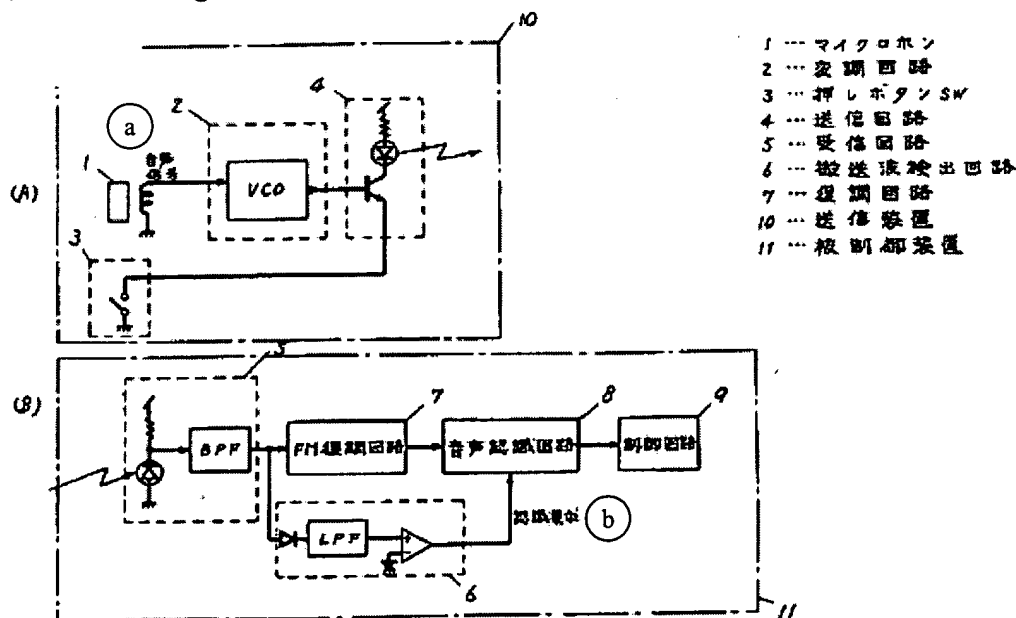 10
(A)
a
音声
信号
1
2
VCO
3
4
1 … マイクロホン
2 … 変調回路
3 … 押しボタンSW
4 … 送信回路
5 … 受信回路
6 … 搬送波検出回路
7 … 復調回路
10 … 送信装置
11 … 被制御装置
(B)
5
BPF
7
FM復調回路
8
音声認識回路
9
制御回路
LPF
b
6
11